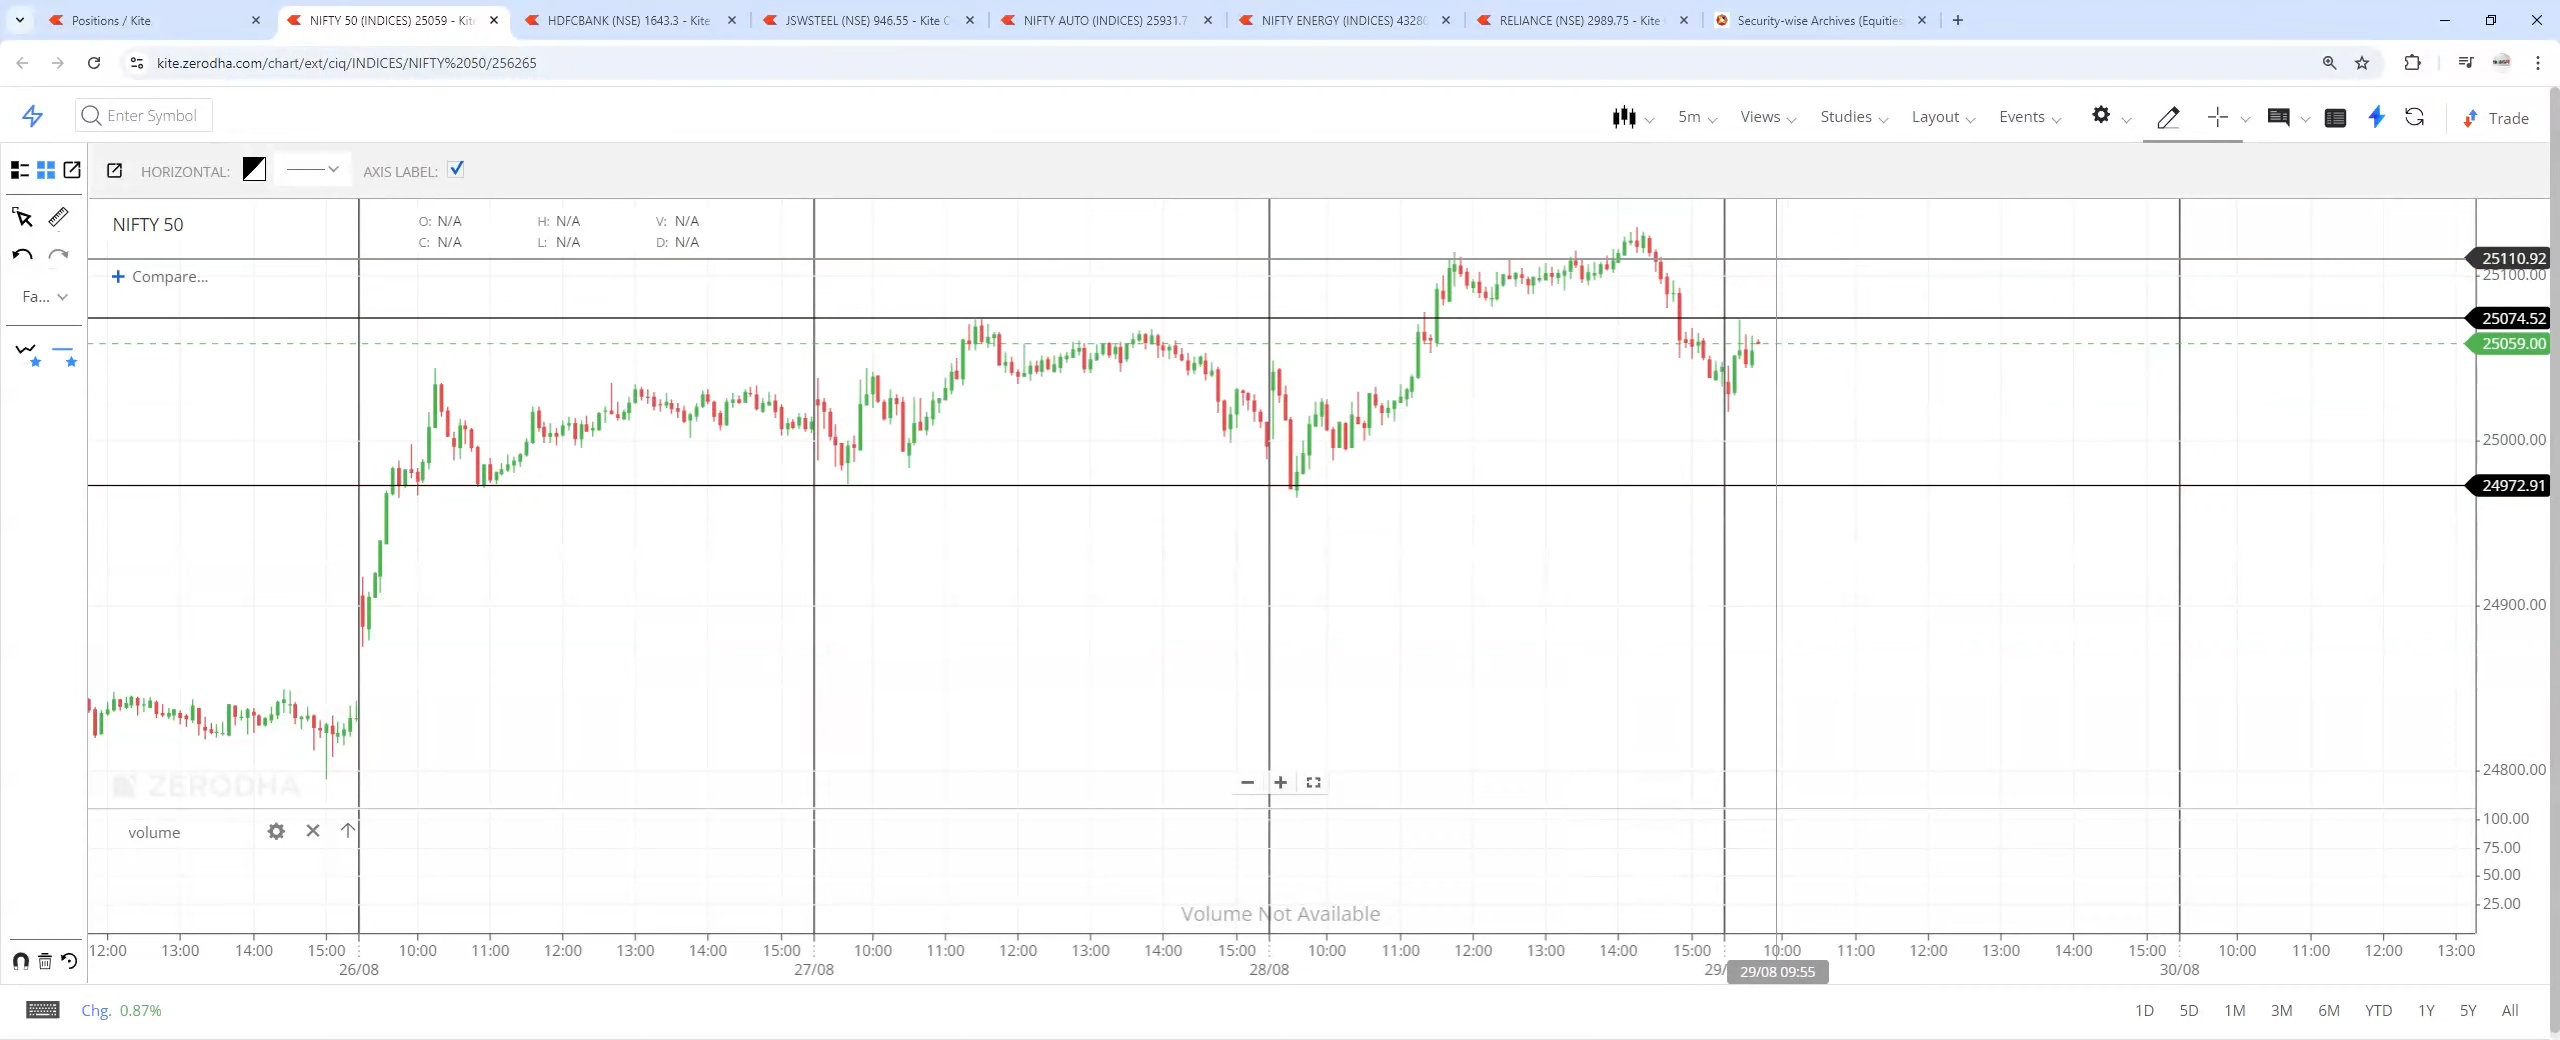 Positions / Kite
NIFTY 50 (INDICES) 25059 - Kit
HDFCBANK (NSE) 1643.3 - Kite
JSWSTEEL (NSE) 946.55 - Kite C
NIFTY AUTO (INDICES) 25931.7
NIFTY ENERGY (INDICES) 4328
RELIANCE (NSE) 2989.75 - Kite
Security-wise Archives (Equities
kite.zerodha.com/chart/ext/ciq/INDICES/NIFTY%2050/256265
Enter Symbol
5m
Views
Studies
Layout
Events
Trade
HORIZONTAL:
AXIS LABEL:
NIFTY 50
O: N/A H: N/A V: N/A
C: N/A L: N/A D: N/A
+ Compare...
Fa...
25110.92
25100.00
25074.52
25059.00
25000.00
24972.91
24900.00
24800.00
ZERODHA
volume
100.00
75.00
50.00
25.00
Volume Not Available
12:00 13:00 14:00 15:00 10:00 11:00 12:00 13:00 14:00 15:00 10:00 11:00 12:00 13:00 14:00 15:00 10:00 11:00 12:00 13:00 14:00 15:00 10:00 11:00 12:00 13:00 14:00 15:00 10:00 11:00 12:00 13:00
26/08 27/08 28/08 29/ 29/08 09:55 30/08
Chg. 0.87%
1D 5D 1M 3M 6M YTD 1Y 5Y All